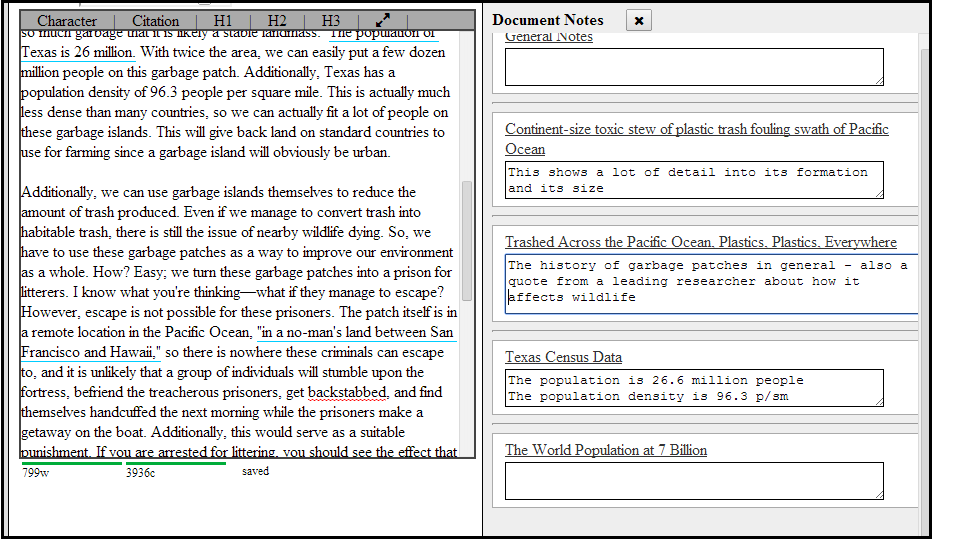 Character Citation H1 H2 H3
so much garbage that it is likely a stable landmass. The population of
Texas is 26 million. With twice the area, we can easily put a few dozen
million people on this garbage patch. Additionally, Texas has a
population density of 96.3 people per square mile. This is actually much
less dense than many countries, so we can actually fit a lot of people on
these garbage islands. This will give back land on standard countries to
use for farming since a garbage island will obviously be urban.
Additionally, we can use garbage islands themselves to reduce the
amount of trash produced. Even if we manage to convert trash into
habitable trash, there is still the issue of nearby wildlife dying. So, we
have to use these garbage patches as a way to improve our environment
as a whole. How? Easy; we turn these garbage patches into a prison for
litterers. I know what you're thinking—what if they manage to escape?
However, escape is not possible for these prisoners. The patch itself is in
a remote location in the Pacific Ocean, "in a no-man's land between San
Francisco and Hawaii," so there is nowhere these criminals can escape
to, and it is unlikely that a group of individuals will stumble upon the
fortress, befriend the treacherous prisoners, get backstabbed, and find
themselves handcuffed the next morning while the prisoners make a
getaway on the boat. Additionally, this would serve as a suitable
punishment. If you are arrested for littering, you should see the effect that
799w 3936c saved
Document Notes x
General Notes
Continent-size toxic stew of plastic trash fouling swath of Pacific
Ocean
This shows a lot of detail into its formation
and its size
Trashed Across the Pacific Ocean, Plastics, Plastics, Everywhere
The history of garbage patches in general - also a
quote from a leading researcher about how it
affects wildlife
Texas Census Data
The population is 26.6 million people
The population density is 96.3 p/sm
The World Population at 7 Billion